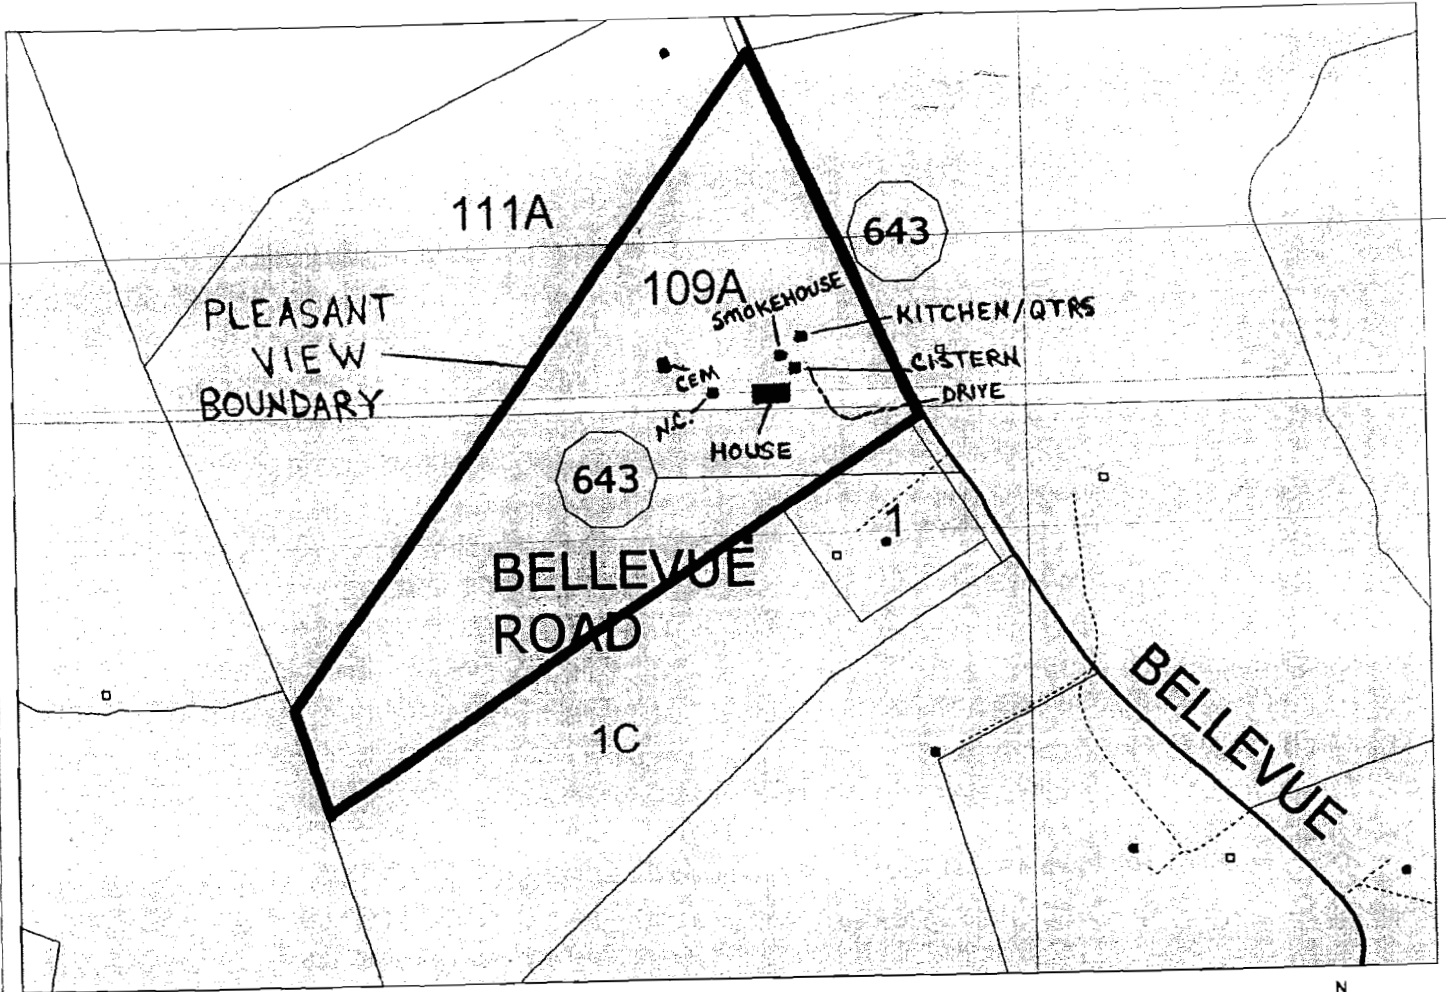 111A
643
109A
SMOKEHOUSE
PLEASANT
VIEW
BOUNDARY
KITCHEN/QTRS
CISTERN
CEM
DRIVE
N.C.
HOUSE
643
1
BELLEVUE
ROAD
1C
BELLEVUE
N